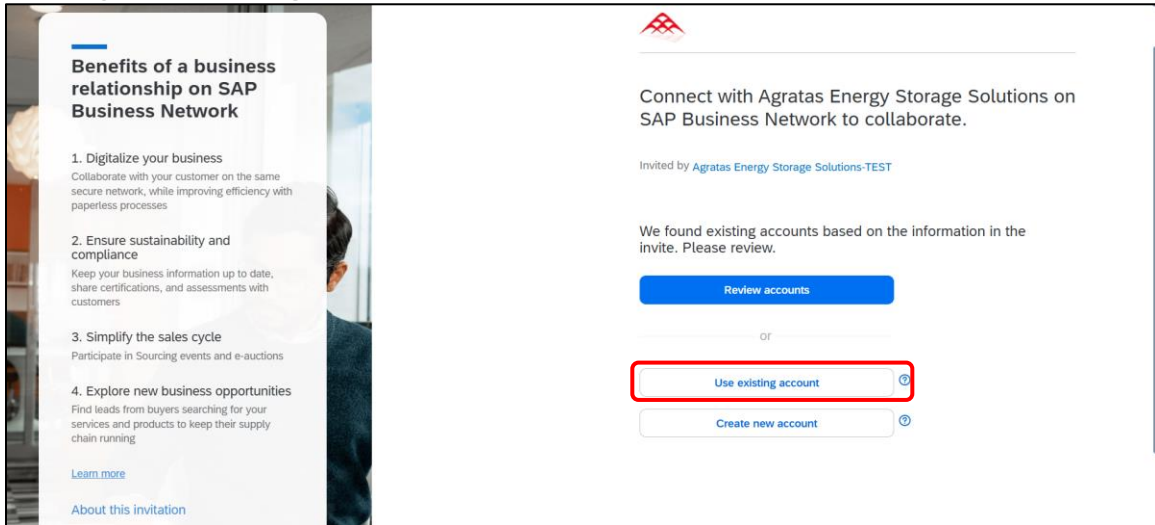 Benefits of a business
relationship on SAP
Business Network
1. Digitalize your business
Collaborate with your customer on the same
secure network, while improving efficiency with
paperless processes
2. Ensure sustainability and
compliance
Keep your business information up to date,
share certifications, and assessments with
customers
3. Simplify the sales cycle
Participate in Sourcing events and e-auctions
4. Explore new business opportunities
Find leads from buyers searching for your
services and products to keep their supply
chain running
Learn more
About this invitation
Connect with Agratas Energy Storage Solutions on
SAP Business Network to collaborate.
Invited by Agratas Energy Storage Solutions-TEST
We found existing accounts based on the information in the
invite. Please review.
Review accounts
or
Use existing account
Create new account